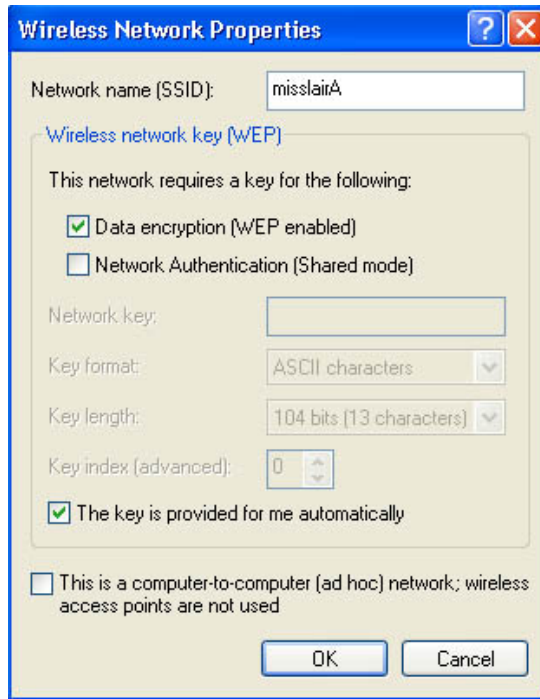 Wireless Network Properties
Network name (SSID): misslairA
Wireless network key (WEP)
This network requires a key for the following:
Data encryption (WEP enabled)
Network Authentication (Shared mode)
Network key:
Key format: ASCII characters
Key length: 104 bits (13 characters)
Key index (advanced): 0
The key is provided for me automatically
This is a computer-to-computer (ad hoc) network; wireless
access points are not used
OK Cancel